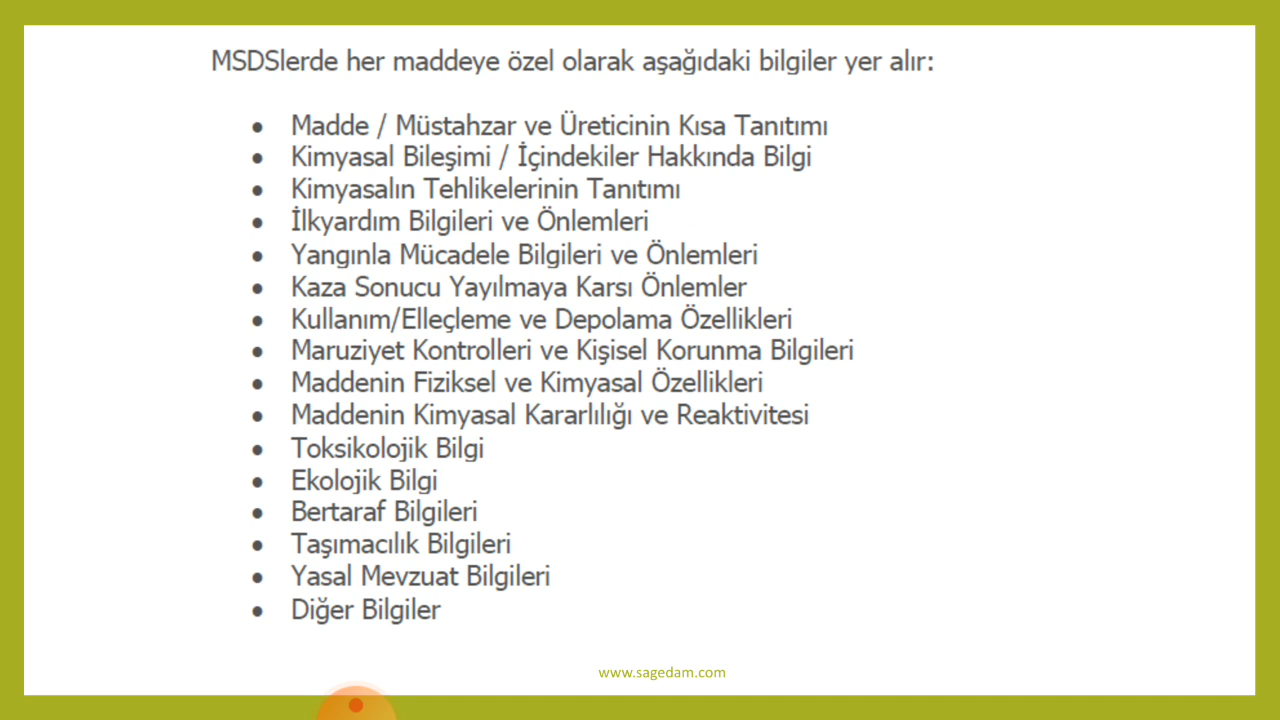 MSDSlerde her maddeye özel olarak aşağıdaki bilgiler yer alır:
• Madde / Müstahzar ve Üreticinin Kısa Tanıtımı
• Kimyasal Bileşimi / İçindekiler Hakkında Bilgi
• Kimyasalın Tehlikelerinin Tanıtımı
• İlkyardım Bilgileri ve Önlemleri
• Yangınla Mücadele Bilgileri ve Önlemleri
• Kaza Sonucu Yayılmaya Karsı Önlemler
• Kullanım/Elleçleme ve Depolama Özellikleri
• Maruziyet Kontrolleri ve Kişisel Korunma Bilgileri
• Maddenin Fiziksel ve Kimyasal Özellikleri
• Maddenin Kimyasal Kararlılığı ve Reaktivitesi
• Toksikolojik Bilgi
• Ekolojik Bilgi
• Bertaraf Bilgileri
• Taşımacılık Bilgileri
• Yasal Mevzuat Bilgileri
• Diğer Bilgiler
www.sagedam.com